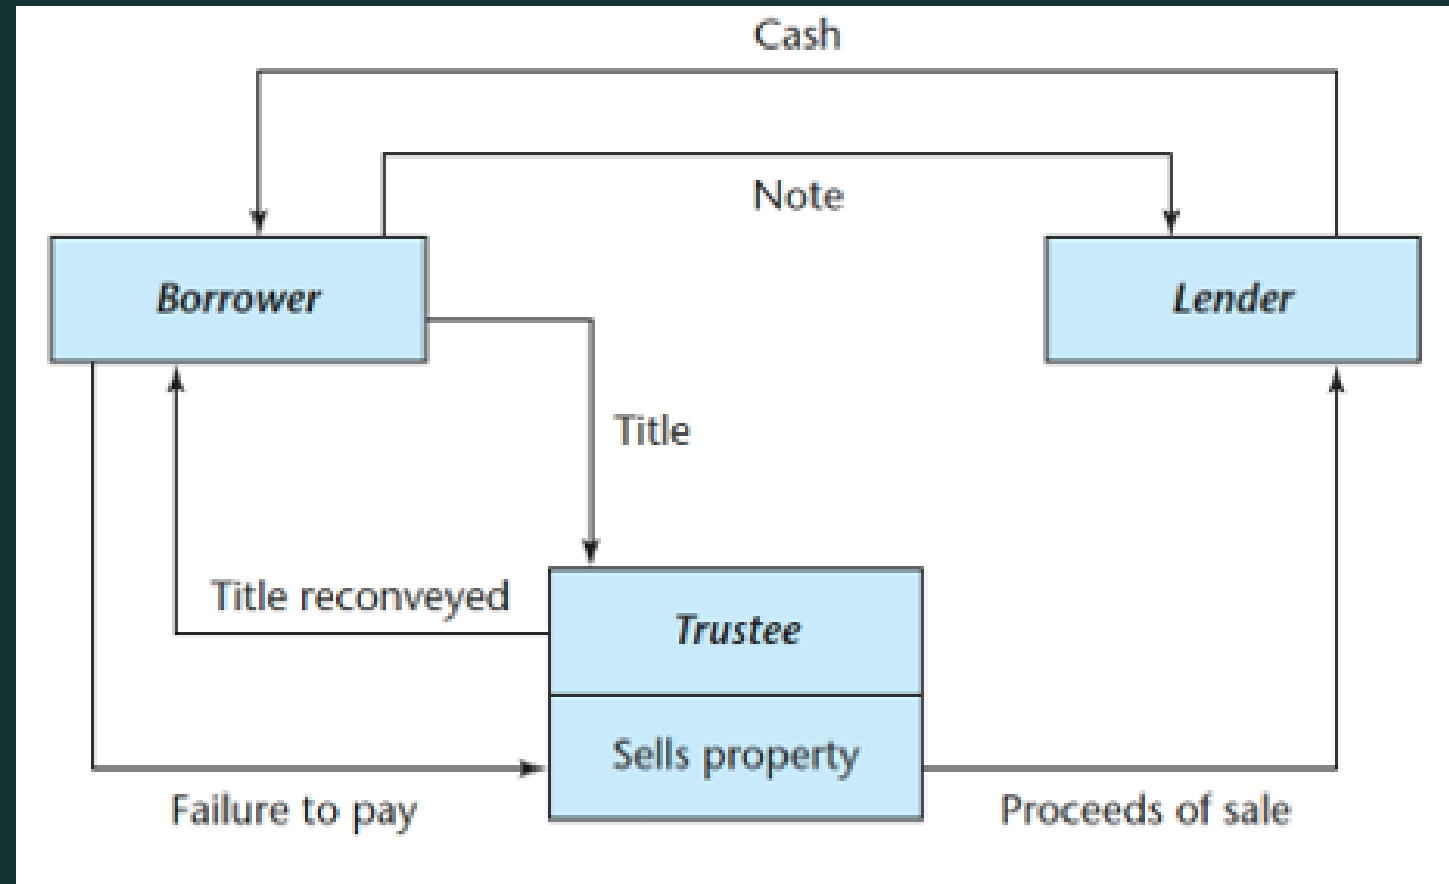 Cash
Note
Borrower
Lender
Title
Title reconveyed
Trustee
Sells property
Failure to pay
Proceeds of sale